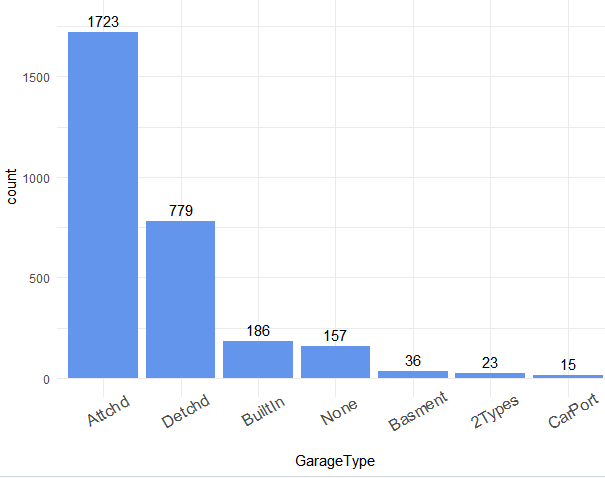 1723
1500
1000
count
779
500
186
157
36
23
15
0
Attchd
Detchd
BuiltIn
None
Basment
2Types
CarPort
GarageType